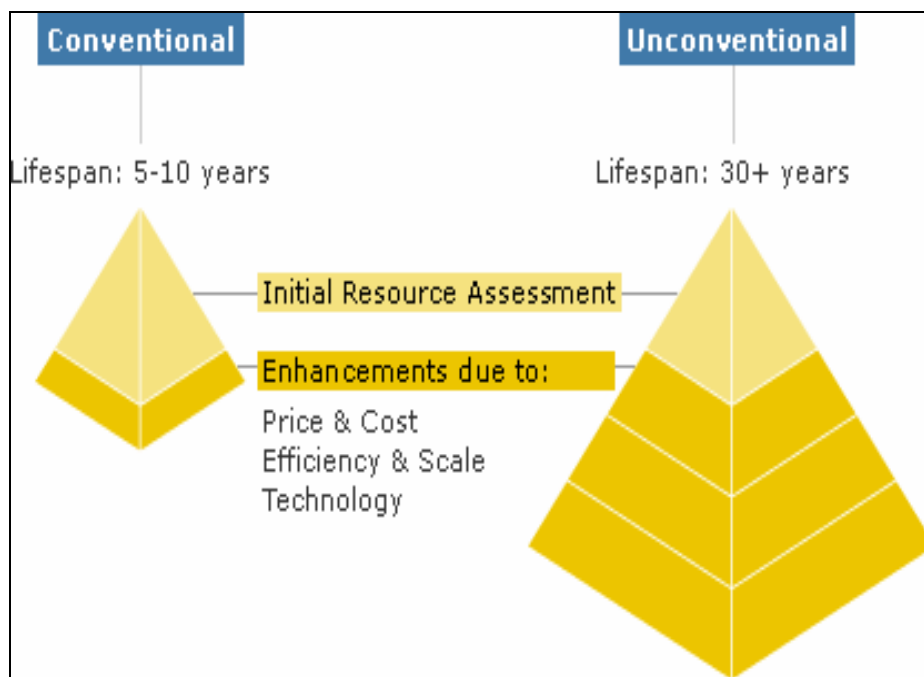 Conventional
Unconventional
Lifespan: 5-10 years
Lifespan: 30+ years
Initial Resource Assessment
Enhancements due to:
Price & Cost
Efficiency & Scale
Technology